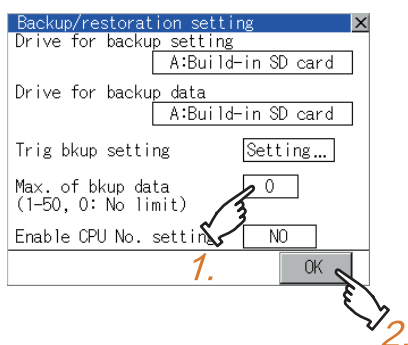 Backup/restoration setting
Drive for backup setting
A:Build-in SD card
Drive for backup data
A:Build-in SD card
Trig bkup setting Setting...
Max. of bkup data 0
(1-50, 0: No limit)
Enable CPU No. setting NO
1. OK
2.